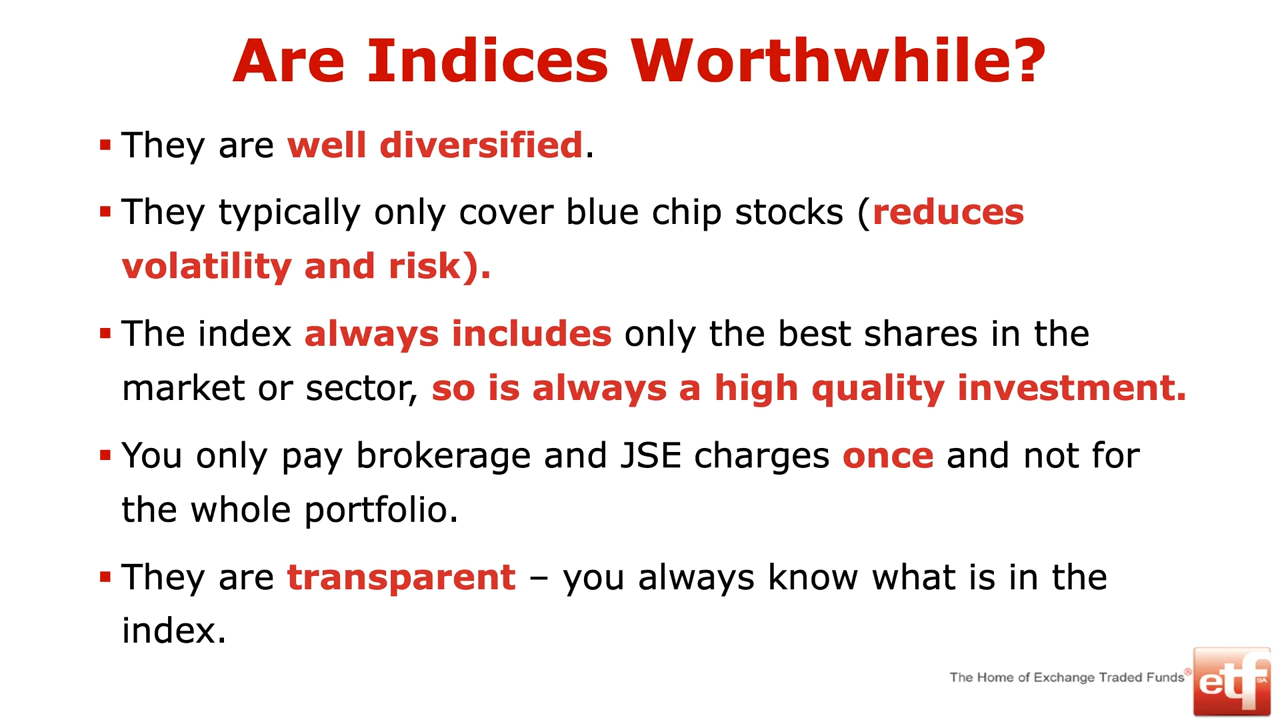 Are Indices Worthwhile?
▪ They are well diversified.
▪ They typically only cover blue chip stocks (reduces
volatility and risk).
▪ The index always includes only the best shares in the
market or sector, so is always a high quality investment.
▪ You only pay brokerage and JSE charges once and not for
the whole portfolio.
▪ They are transparent – you always know what is in the
index.
The Home of Exchange Traded Funds®
etf SA